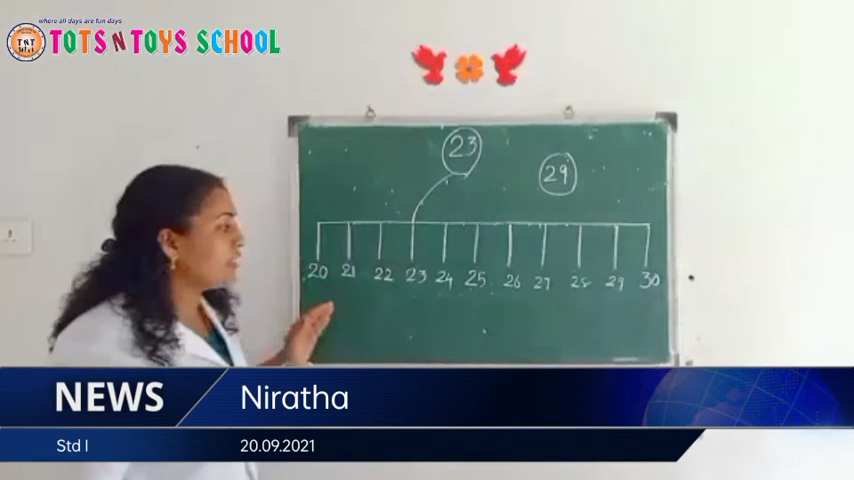 where all days are fun days
TOTS N TOYS SCHOOL
TNT
23
29
20 21 22 23 24 25 26 27 28 29 30
NEWS
Niratha
Std I
20.09.2021